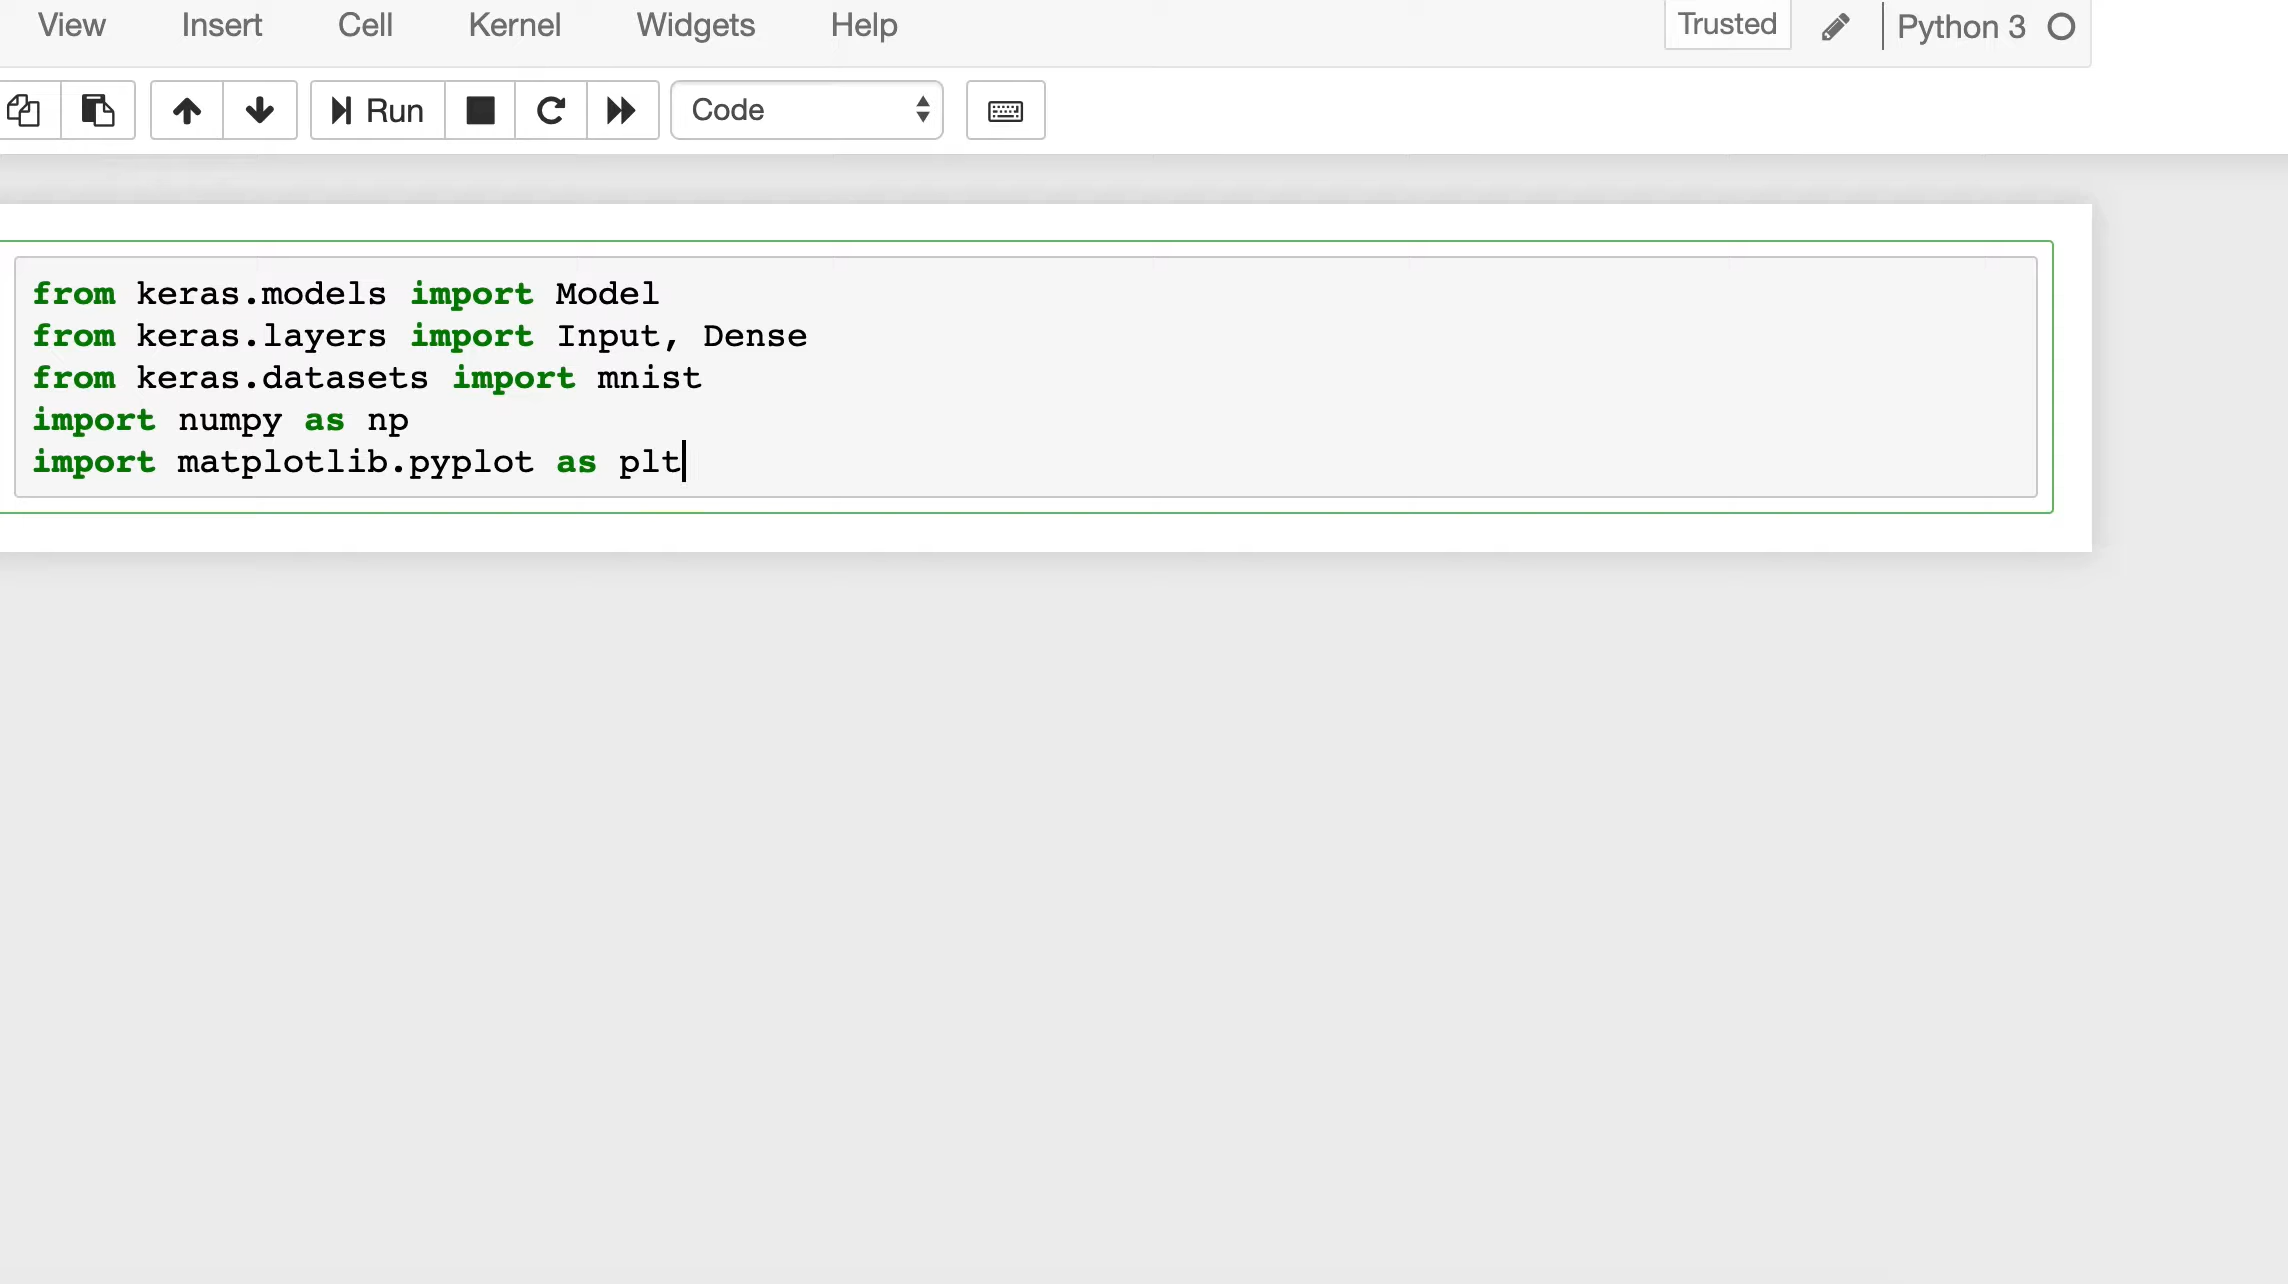 View Insert Cell Kernel Widgets Help Trusted Python 3
Run Code
from keras.models import Model
from keras.layers import Input, Dense
from keras.datasets import mnist
import numpy as np
import matplotlib.pyplot as plt